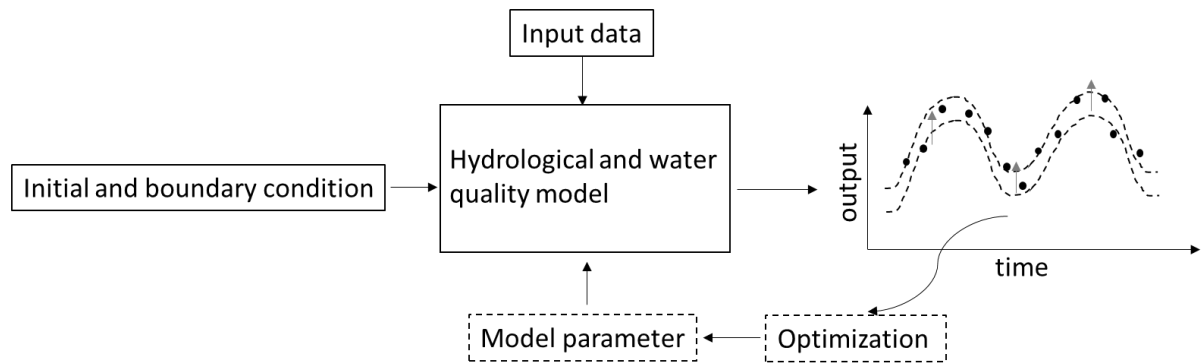 Input data
Hydrological and water
quality model
Initial and boundary condition
output
time
Model parameter
Optimization